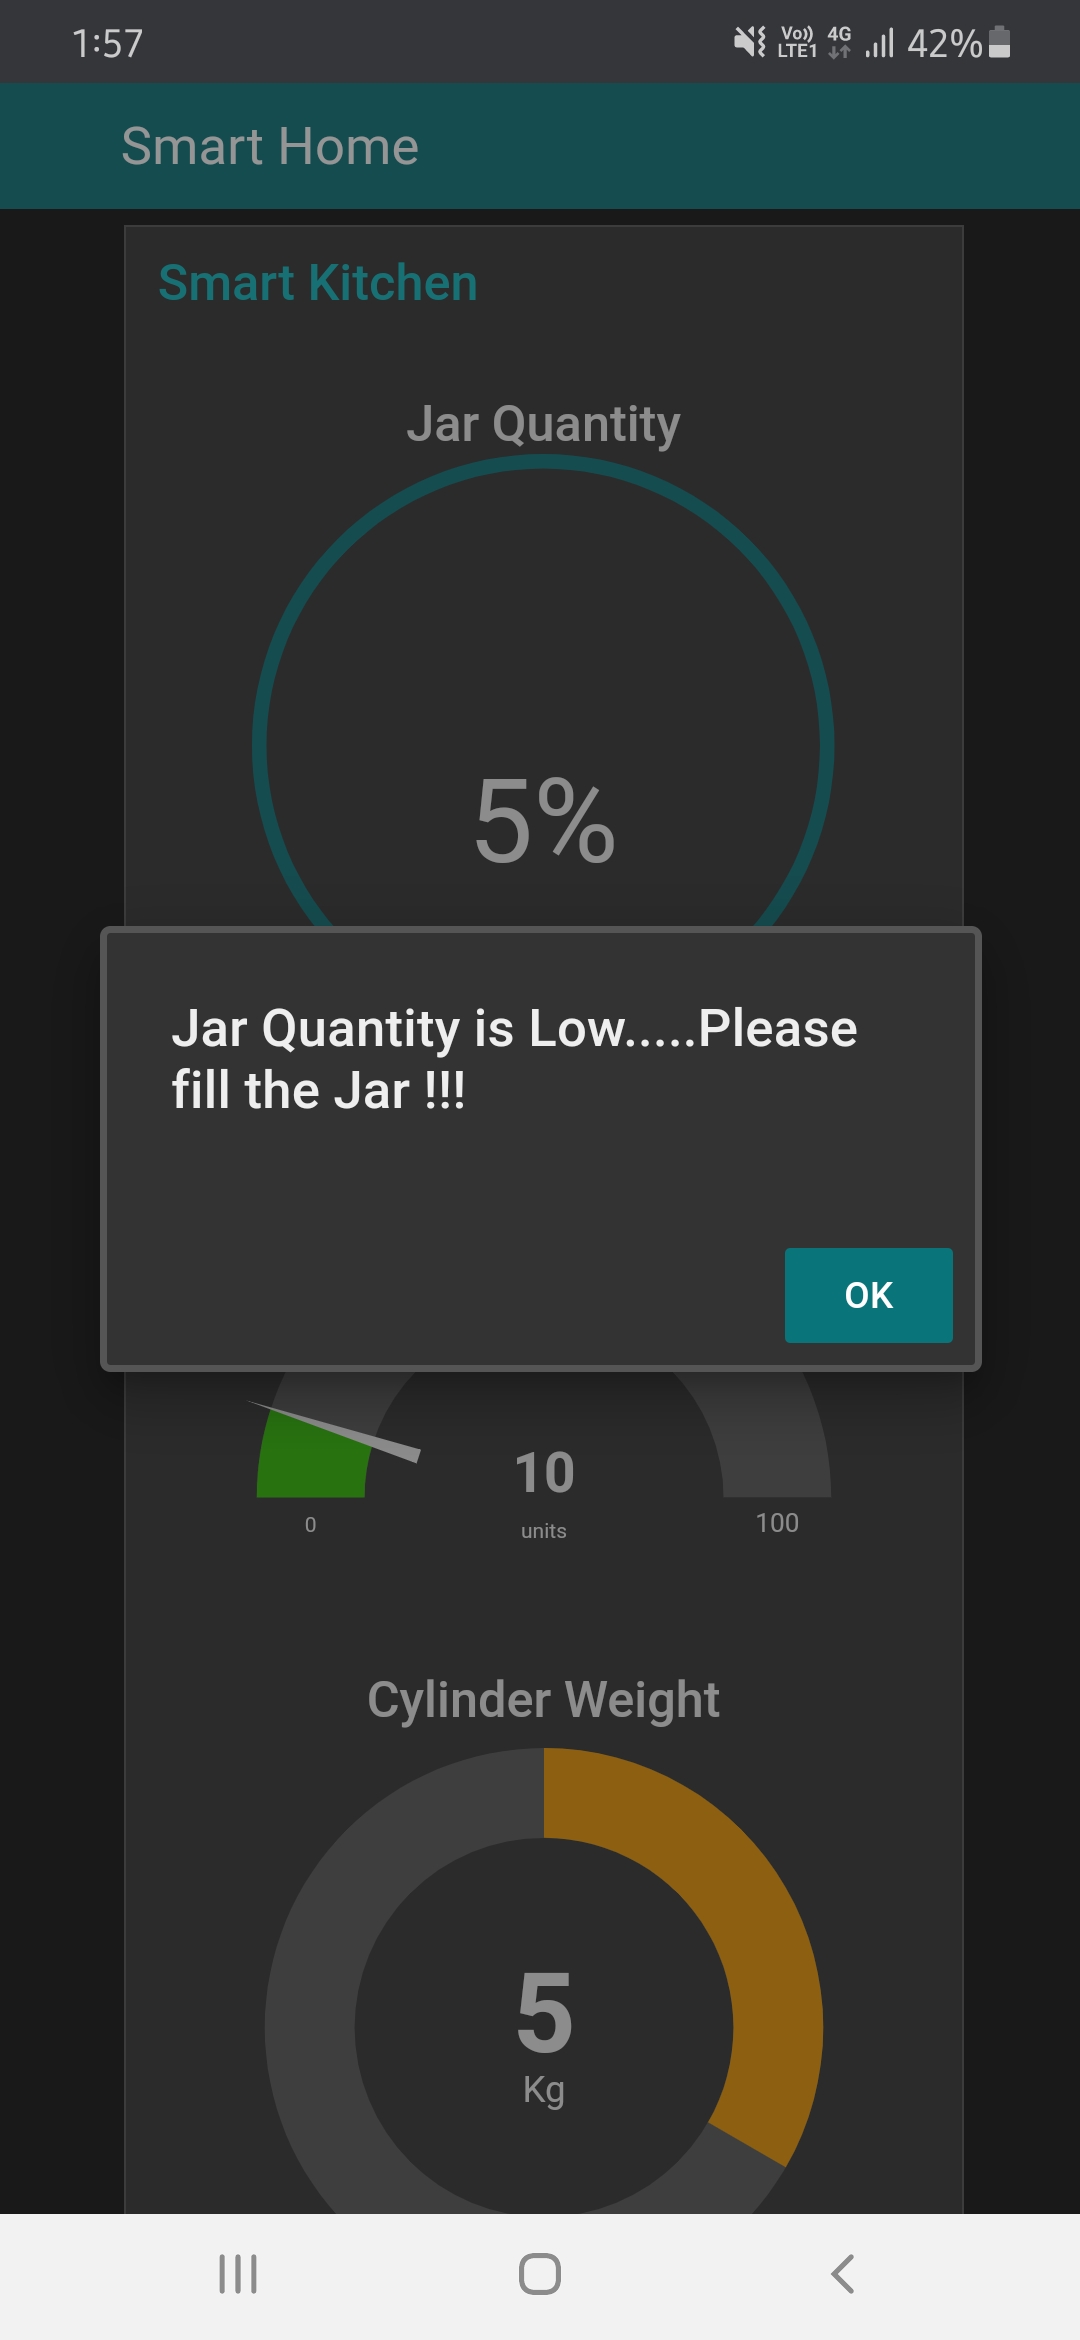 1:57
Vo)) LTE1 4G 42%
Smart Home
Smart Kitchen
Jar Quantity
5%
Jar Quantity is Low.....Please
fill the Jar !!!
OK
10
0
units
100
Cylinder Weight
5
Kg